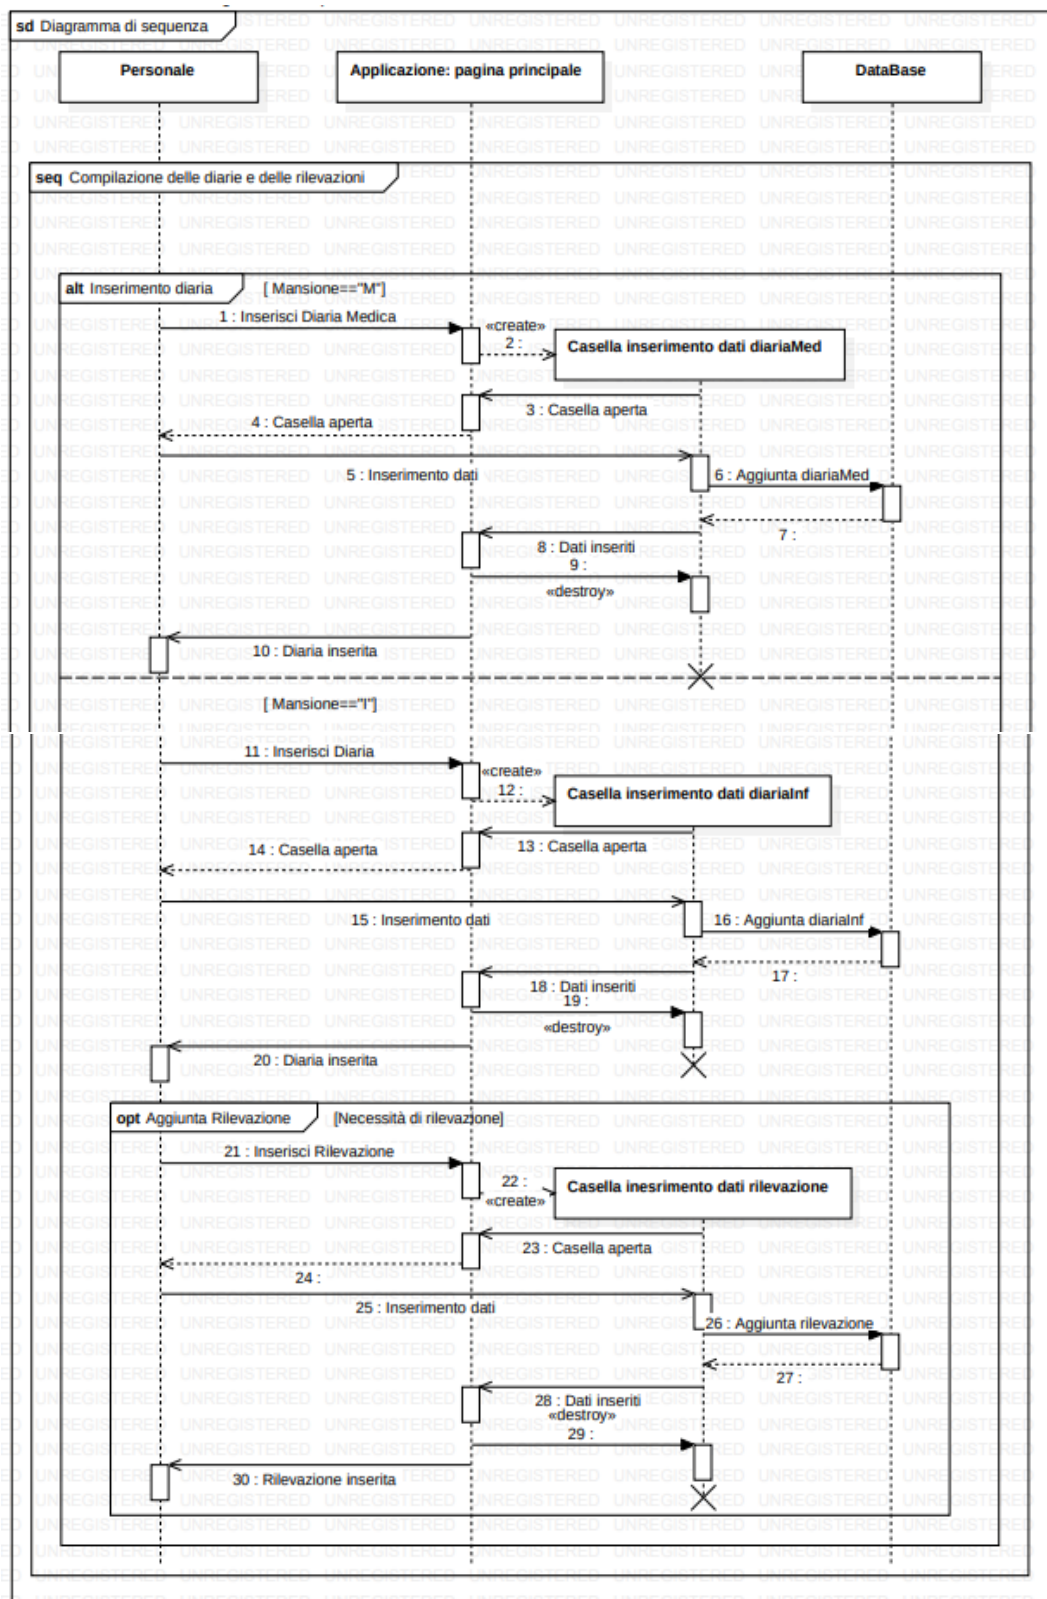 sd Diagramma di sequenza
Personale
Applicazione: pagina principale
DataBase
seq Compilazione delle diarie e delle rilevazioni
alt Inserimento diaria
[ Mansione=="M"]
1 : Inserisci Diaria Medica
«create»
2 :
Casella inserimento dati diariaMed
3 : Casella aperta
4 : Casella aperta
5 : Inserimento dati
6 : Aggiunta diariaMed
7 :
8 : Dati inseriti
9 :
«destroy»
10 : Diaria inserita
[ Mansione=="I"]
11 : Inserisci Diaria
«create»
12 :
Casella inserimento dati diariaInf
13 : Casella aperta
14 : Casella aperta
15 : Inserimento dati
16 : Aggiunta diariaInf
17 :
18 : Dati inseriti
19 :
«destroy»
20 : Diaria inserita
opt Aggiunta Rilevazione
[Necessità di rilevazione]
21 : Inserisci Rilevazione
22 :
«create»
Casella inesrimento dati rilevazione
23 : Casella aperta
24 :
25 : Inserimento dati
26 : Aggiunta rilevazione
27 :
28 : Dati inseriti
«destroy»
29 :
30 : Rilevazione inserita
UNREGISTERED